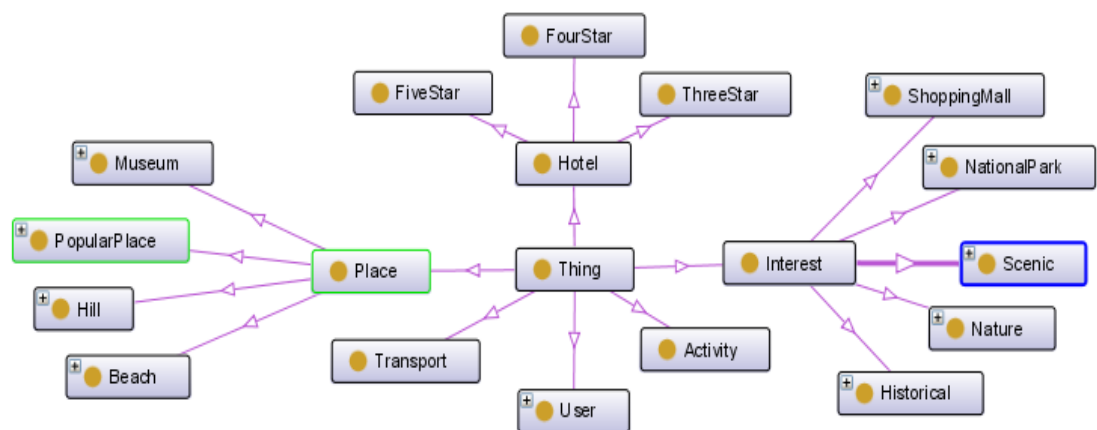 FourStar
FiveStar
ThreeStar
ShoppingMall
Museum
Hotel
NationalPark
PopularPlace
Place
Thing
Interest
Scenic
Hill
Nature
Transport
Activity
Beach
User
Historical